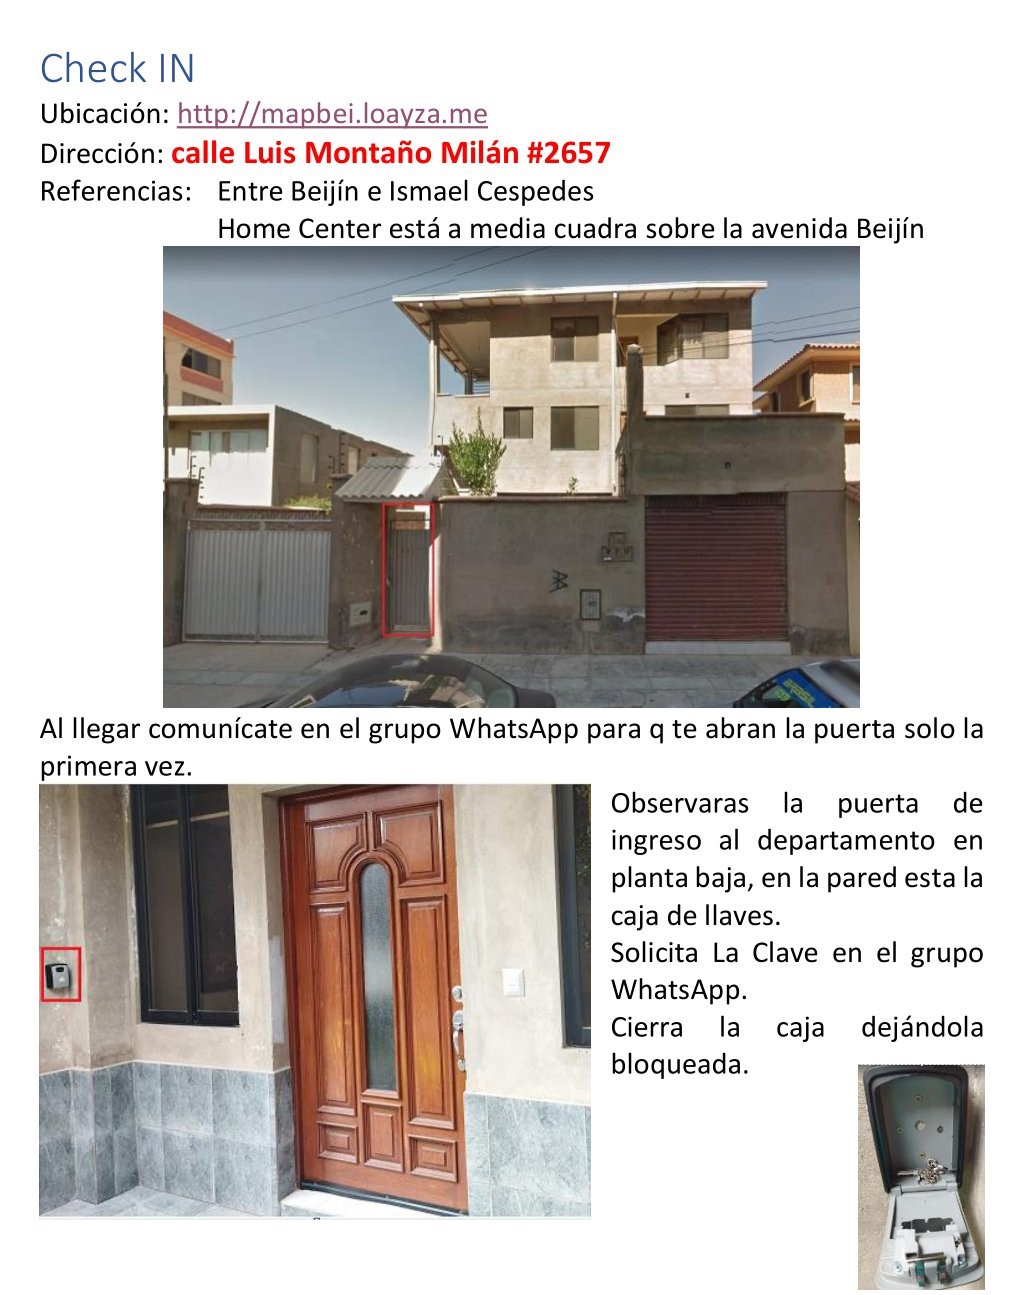 Check IN
Ubicación: http://mapbei.loayza.me
Dirección: calle Luis Montaño Milán #2657
Referencias: Entre Beijín e Ismael Cespedes
Home Center está a media cuadra sobre la avenida Beijín
BRASIL
Al llegar comunícate en el grupo WhatsApp para q te abran la puerta solo la
primera vez.
Observaras la puerta de
ingreso al departamento en
planta baja, en la pared esta la
caja de llaves.
Solicita La Clave en el grupo
WhatsApp.
Cierra la caja dejándola
bloqueada.